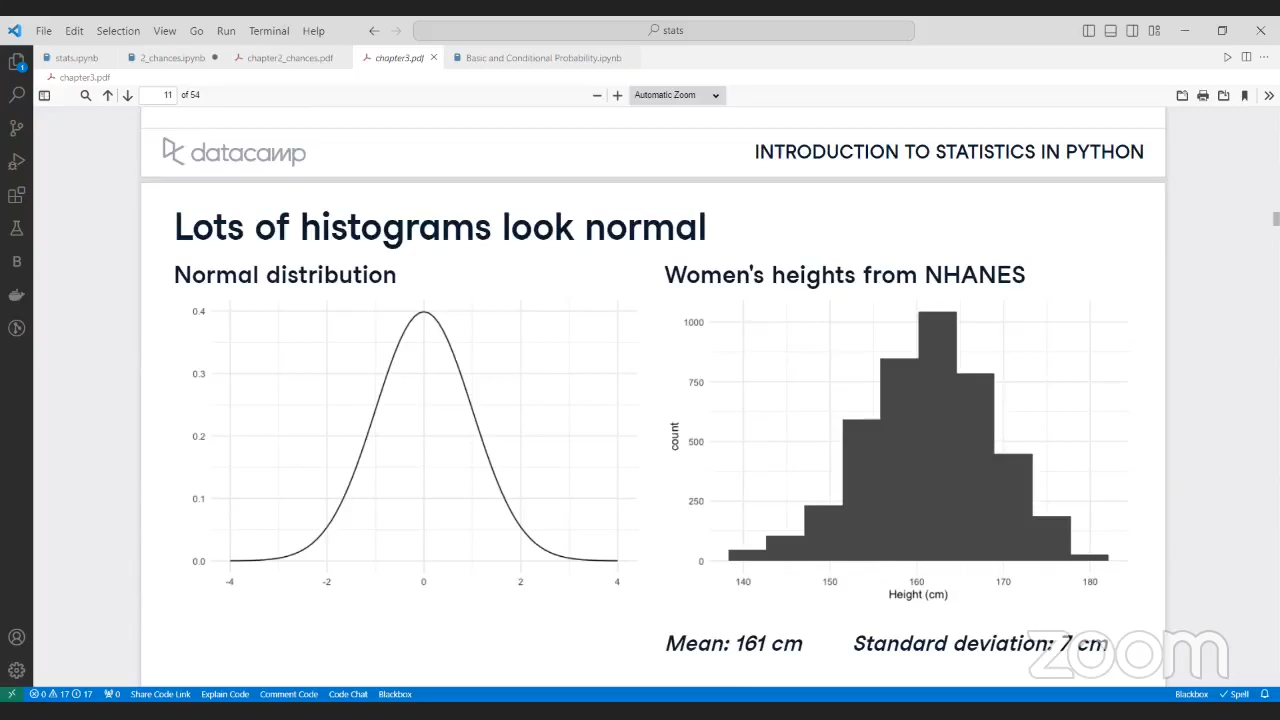 File Edit Selection View Go Run Terminal Help stats
stats.ipynb 2_chances.ipynb chapter2_chances.pdf chapter3.pdf Basic and Conditional Probability.ipynb
chapter3.pdf
11 of 54 Automatic Zoom
datacamp INTRODUCTION TO STATISTICS IN PYTHON
Lots of histograms look normal
Normal distribution
0.4
0.3
0.2
0.1
0.0
-4 -2 0 2 4
Women's heights from NHANES
1000
750
500
250
0
count
140 150 160 170 180
Height (cm)
Mean: 161 cm Standard deviation: 7 cm
zoom
0 17 17 0 Share Code Link Explain Code Comment Code Code Chat Blackbox Blackbox Spell